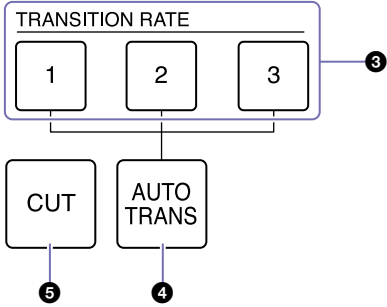 TRANSITION RATE
1 2 3
❸
CUT
AUTO
TRANS
❺ ❹